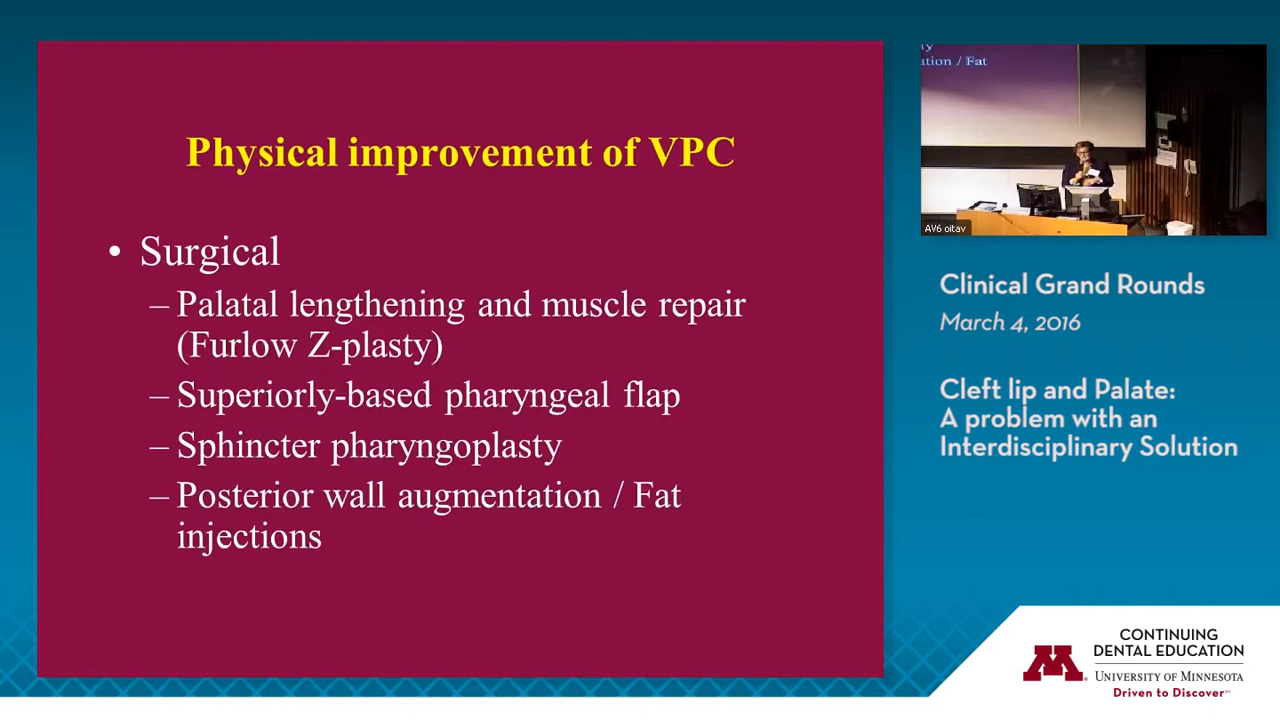 Physical improvement of VPC
• Surgical
– Palatal lengthening and muscle repair
(Furlow Z-plasty)
– Superiorly-based pharyngeal flap
– Sphincter pharyngoplasty
– Posterior wall augmentation / Fat
injections
ation / Fat
AV6 oitav
Clinical Grand Rounds
March 4, 2016
Cleft lip and Palate:
A problem with an
Interdisciplinary Solution
M
CONTINUING
DENTAL EDUCATION
UNIVERSITY OF MINNESOTA
Driven to Discover℠